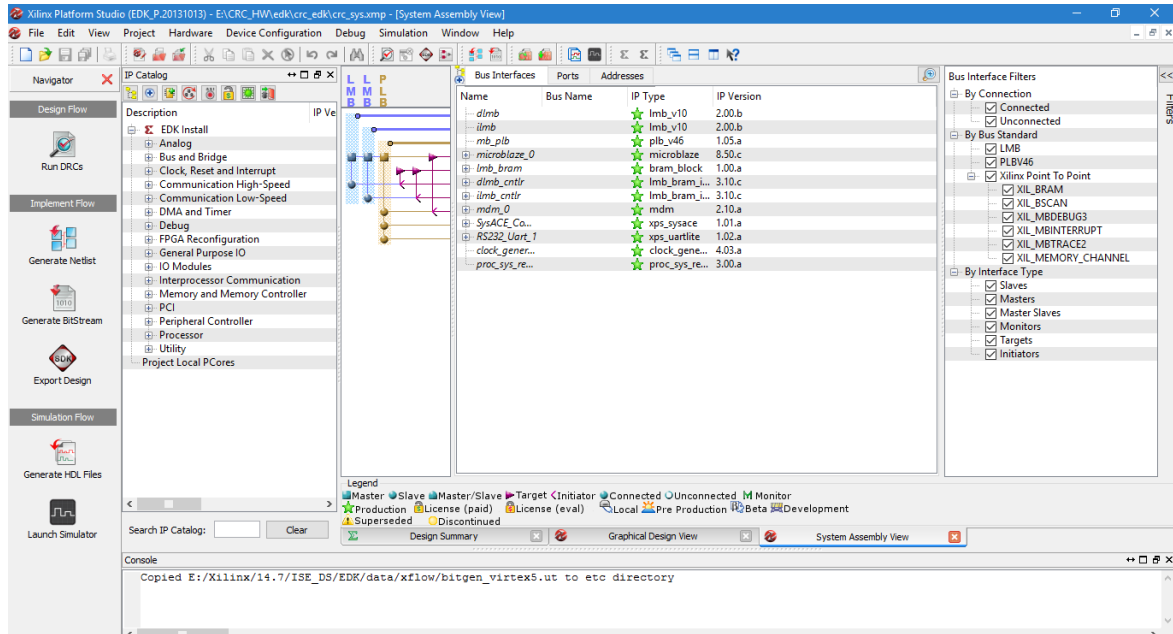 Xilinx Platform Studio (EDK_P.20131013) - E:\CRC_HW\edk\crc_edk\crc_sys.xmp - [System Assembly View]
File Edit View Project Hardware Device Configuration Debug Simulation Window Help
Navigator
Design Flow
Run DRCs
Implement Flow
Generate Netlist
1010
Generate BitStream
SDK
Export Design
Simulation Flow
Generate HDL Files
Launch Simulator
IP Catalog
Description IP Ve
EDK Install
Analog
Bus and Bridge
Clock, Reset and Interrupt
Communication High-Speed
Communication Low-Speed
DMA and Timer
Debug
FPGA Reconfiguration
General Purpose IO
IO Modules
Interprocessor Communication
Memory and Memory Controller
PCI
Peripheral Controller
Processor
Utility
Project Local PCores
Search IP Catalog: Clear
L L P
M M L
B B B
Bus Interfaces Ports Addresses
Name Bus Name IP Type IP Version
dlmb lmb_v10 2.00.b
ilmb lmb_v10 2.00.b
mb_plb plb_v46 1.05.a
microblaze_0 microblaze 8.50.c
lmb_bram bram_block 1.00.a
dlmb_cntlr lmb_bram_i... 3.10.c
ilmb_cntlr lmb_bram_i... 3.10.c
mdm_0 mdm 2.10.a
SysACE_Co... xps_sysace 1.01.a
RS232_Uart_1 xps_uartlite 1.02.a
clock_gener... clock_gene... 4.03.a
proc_sys_re... proc_sys_re... 3.00.a
Legend
Master Slave Master/Slave Target Initiator Connected Unconnected M Monitor
Production License (paid) License (eval) Local Pre Production Beta Development
Superseded Discontinued
Design Summary Graphical Design View System Assembly View
Bus Interface Filters
By Connection
Connected
Unconnected
By Bus Standard
LMB
PLBV46
Xilinx Point To Point
XIL_BRAM
XIL_BSCAN
XIL_MBDEBUG3
XIL_MBINTERRUPT
XIL_MBTRACE2
XIL_MEMORY_CHANNEL
By Interface Type
Slaves
Masters
Master Slaves
Monitors
Targets
Initiators
<<
Filters
Console
Copied E:/Xilinx/14.7/ISE_DS/EDK/data/xflow/bitgen_virtex5.ut to etc directory